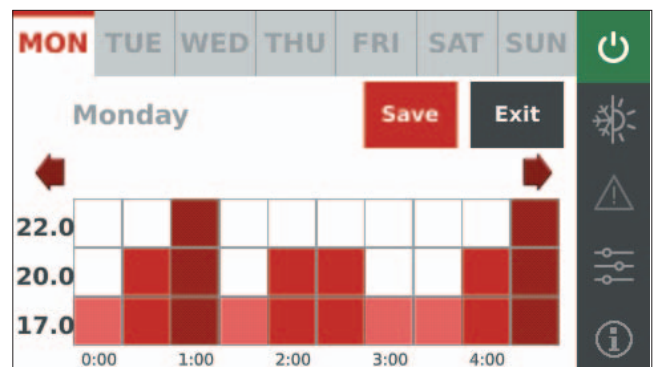 MON TUE WED THU FRI SAT SUN
Monday Save Exit
22.0
20.0
17.0
0:00 1:00 2:00 3:00 4:00